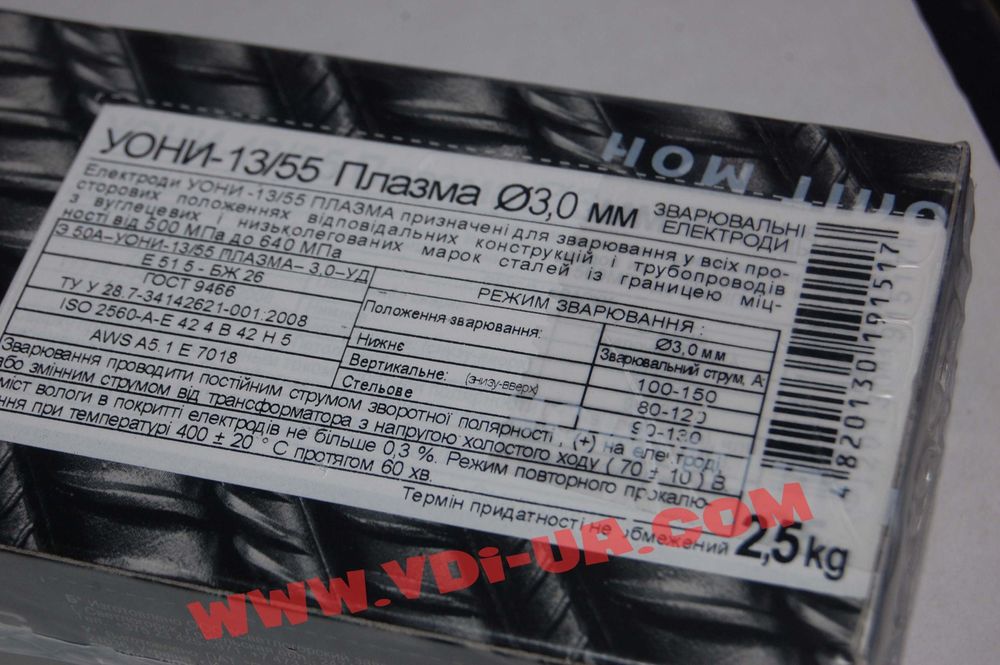 УОНИ-13/55 Плазма Ø3,0 мм
ЗВАРЮВАЛЬНІ
ЕЛЕКТРОДИ
Електроди УОНИ -13/55 ПЛАЗМА призначені для зварювання у всіх про-
сторових положеннях відповідальних конструкцій і трубопроводів
з вуглецевих і низьколегованих марок сталей із границею міц-
ності від 500 МПа до 640 МПа
Э 50А–УОНИ-13/55 ПЛАЗМА– 3,0–УД
Е 51 5 - БЖ 26
ГОСТ 9466
ТУ У 28.7-34142621-001:2008
ISO 2560-A-E 42 4 B 42 H 5
AWS A5.1 E 7018
РЕЖИМ ЗВАРЮВАННЯ :
Положення зварювання:
Ø3,0 мм
Зварювальний струм, А:
Нижнє
100-150
Вертикальне: (знизу-вверх)
80-120
Стельове
90-130
Зварювання проводити постійним струмом зворотної полярності , (+) на електроді,
або змінним струмом від трансформатора з напругою холостого ходу ( 70 ± 10 ) В
міст вологи в покритті електродів не більше 0,3 %. Режим повторного прокалю-
ння при температурі 400 ± 20 °С протягом 60 хв.
Термін придатності не обмежений
2,5 kg
4 820130 191517
WWW.VDi-UA.COM